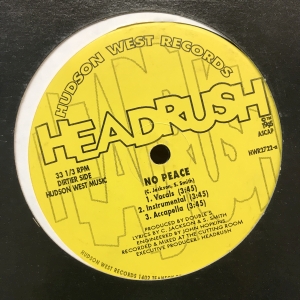 HUDSON WEST RECORDS
HEADRUSH
33 1/3 RPM
DIRTIER SIDE
HUDSON WEST MUSIC
ASCAP
HWR2722-a
NO PEACE
(C. Jackson, S. Smith)
1. Vocals (3:45)
2. Instrumental (3:45)
3. Accapella (3:45)
PRODUCED BY DOUBLE S.
LYRICS BY C. JACKSON & S. SMITH
ENGINEERED BY JOHN HOPKINS,
RECORDED & MIXED AT THE CUTTING ROOM
EXECUTIVE PRODUCER: HEADRUSH
HUDSON WEST RECORDS 1402